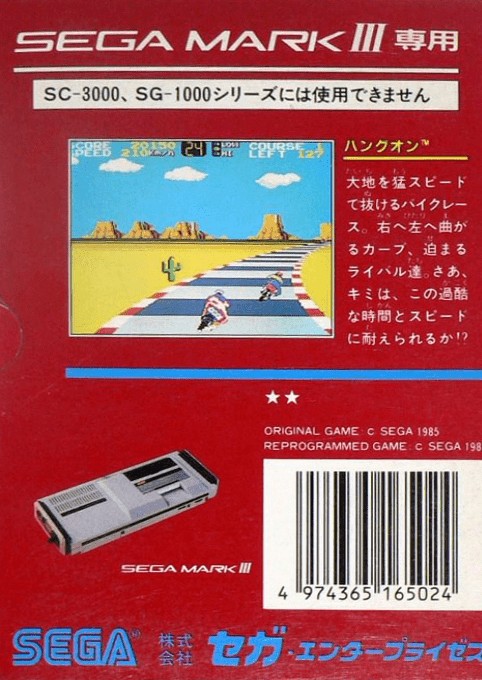 SEGA MARK III 専用
SC-3000、SG-1000シリーズには使用できません
SCORE 20150 24 LOW COURSE 1
SPEED 210Km/h HI LEFT 127
ハングオン™
大地を猛スピード
で抜けるバイクレー
ス。右へ左へ曲が
るカーブ、迫まる
ライバル達。さあ、
キミは、この過酷
な時間とスピード
に耐えられるか!?
★★
ORIGINAL GAME: c SEGA 1985
REPROGRAMMED GAME: c SEGA 198
SEGA MARK III
4 974365 165024
SEGA® 株式会社 セガ・エンタープライゼス